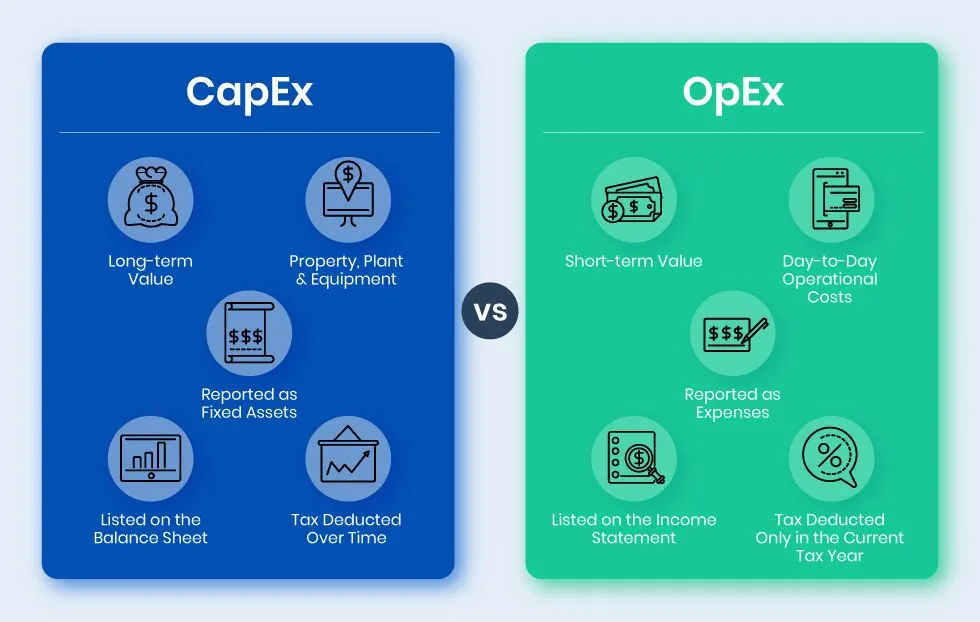 CapEx
Long-term
Value
Property, Plant
& Equipment
$$$
Reported as
Fixed Assets
Listed on the
Balance Sheet
Tax Deducted
Over Time
VS
OpEx
Short-term Value
Day-to-Day
Operational
Costs
$$$
Reported as
Expenses
Listed on the Income
Statement
%
Tax Deducted
Only in the Current
Tax Year